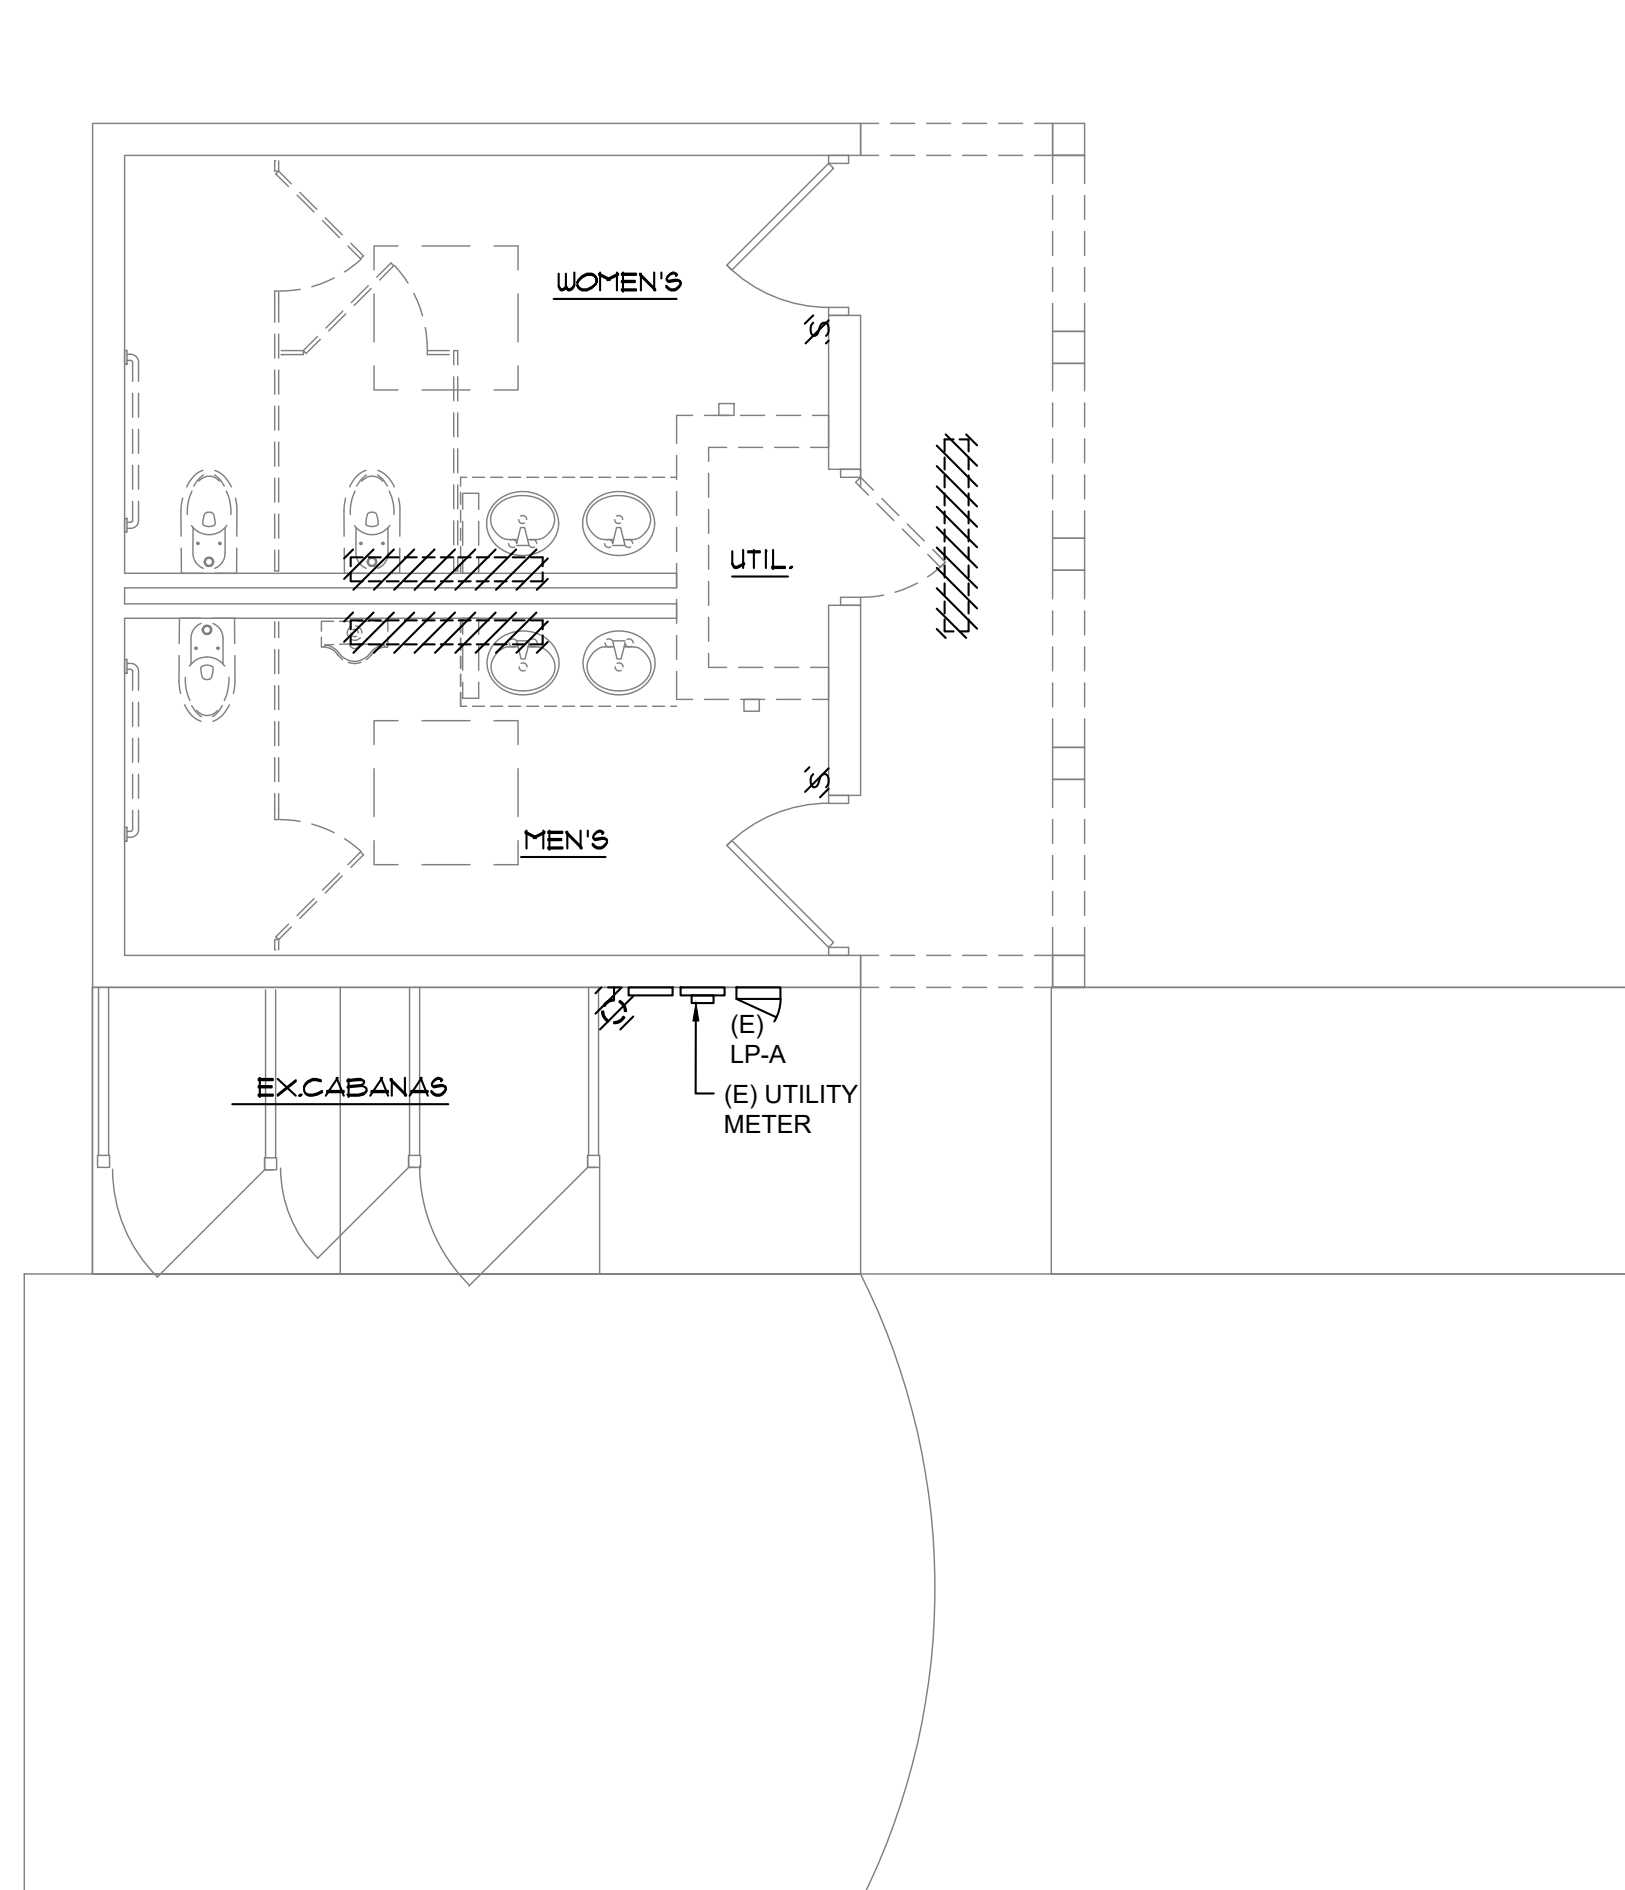 WOMEN'S
S
UTIL.
S
MEN'S
(E)
LP-A
EX.CABANAS
(E) UTILITY
METER